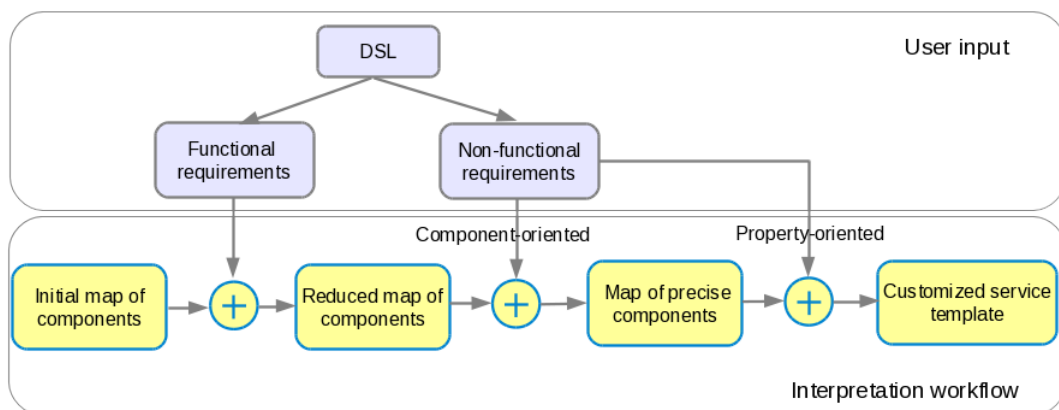 DSL
User input
Functional
requirements
Non-functional
requirements
Component-oriented
Property-oriented
Initial map of
components
Reduced map of
components
Map of precise
components
Customized service
template
Interpretation workflow